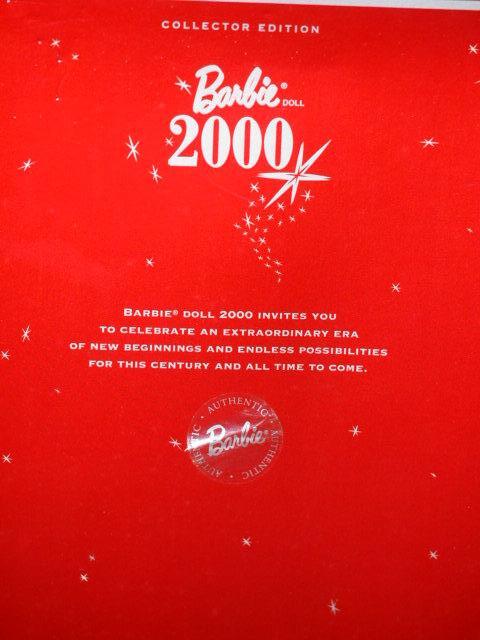 COLLECTOR EDITION
Barbie® DOLL
2000
BARBIE® DOLL 2000 INVITES YOU
TO CELEBRATE AN EXTRAORDINARY ERA
OF NEW BEGINNINGS AND ENDLESS POSSIBILITIES
FOR THIS CENTURY AND ALL TIME TO COME.
· AUTHENTIC · AUTHENTIC · AUTHENTIC
Barbie®